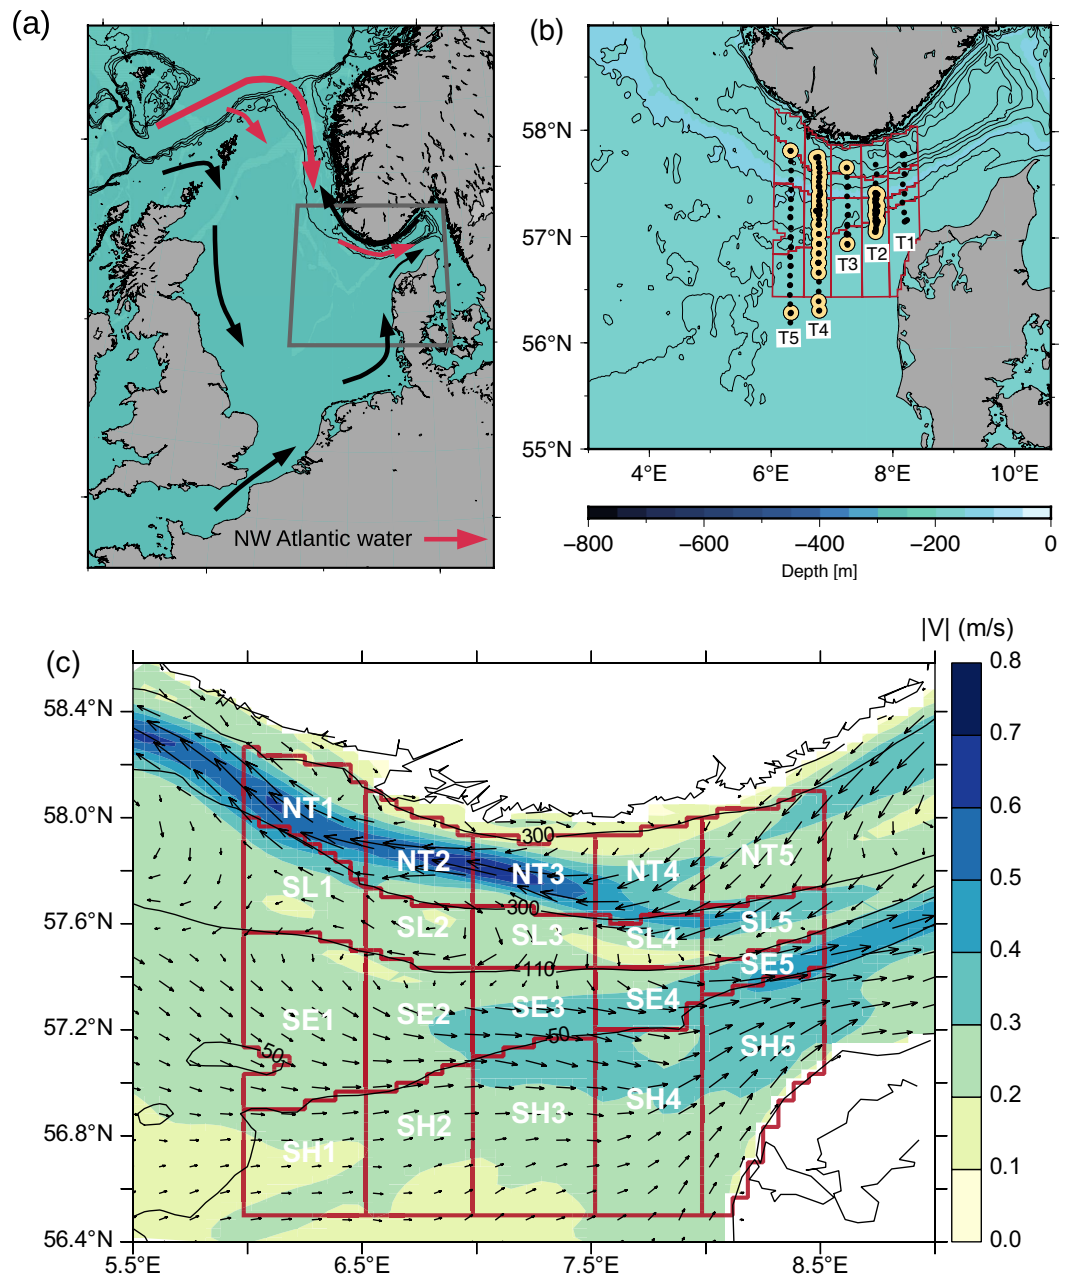 (a)
NW Atlantic water
(b)
58°N
57°N
56°N
55°N
T1
T2
T3
T4
T5
4°E
6°E
8°E
10°E
−800
−600
−400
−200
0
Depth [m]
|V| (m/s)
(c)
0.8
0.7
0.6
0.5
0.4
0.3
0.2
0.1
0.0
58.4°N
58.0°N
57.6°N
57.2°N
56.8°N
56.4°N
5.5°E
6.5°E
7.5°E
8.5°E
300
NT1
NT2
NT3
NT4
NT5
300
SL1
SL2
SL3
SL4
SL5
110
SE1
SE2
SE3
SE4
SE5
50
50
SH1
SH2
SH3
SH4
SH5